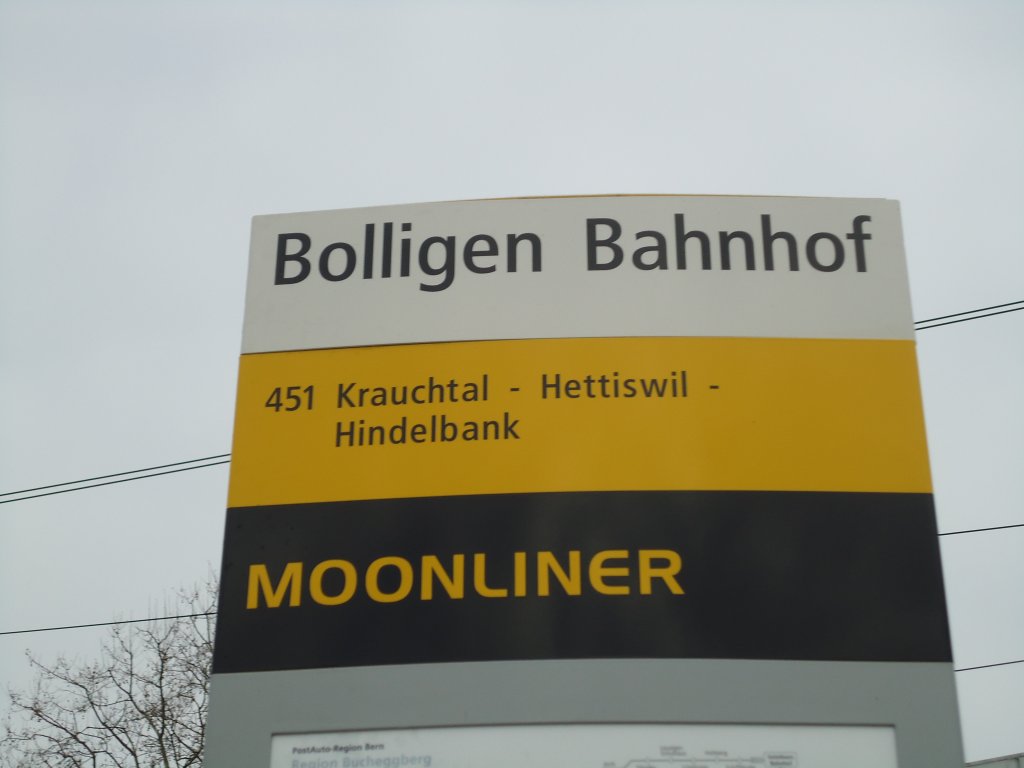 Bolligen Bahnhof
451 Krauchtal - Hettiswil -
Hindelbank
MOONLINER
PostAuto-Region Bern
Region Bucheggberg